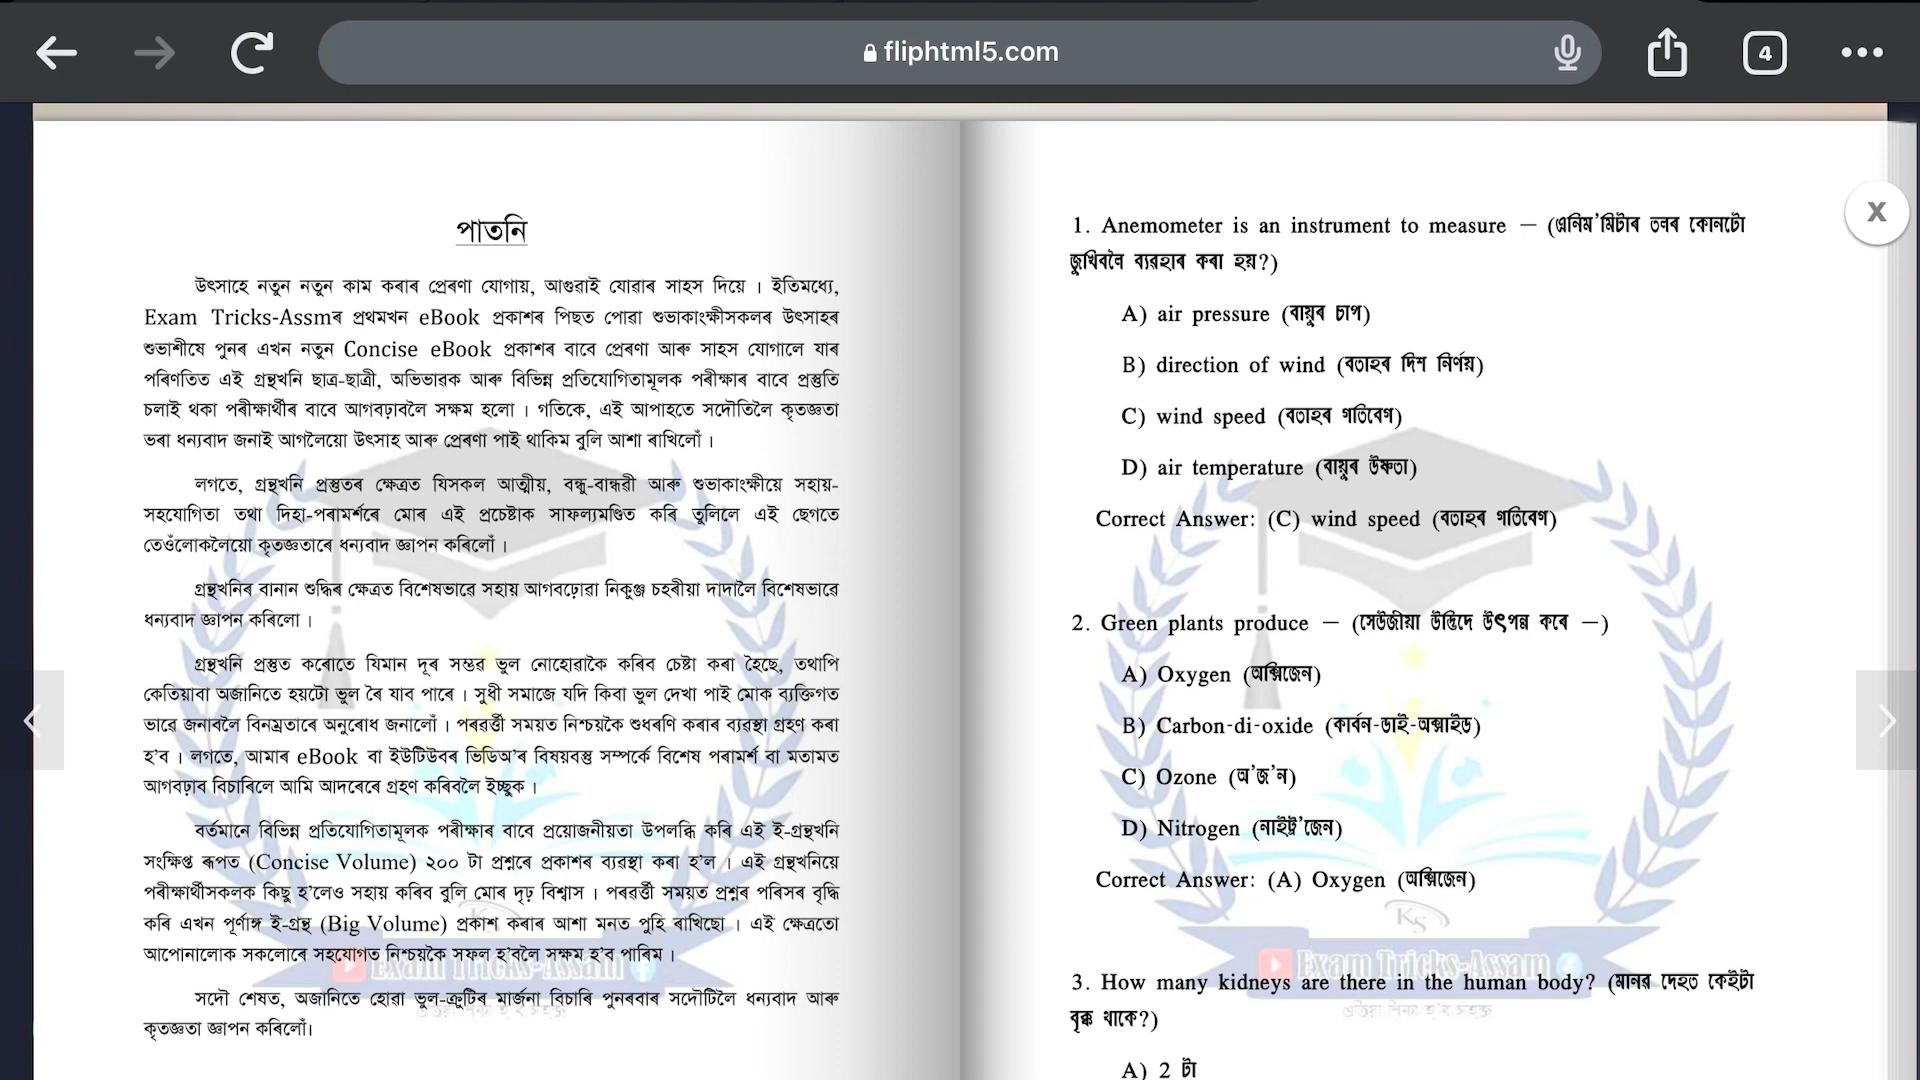 fliphtml5.com
4
X
পাতনি
উৎসাহে নতুন নতুন কাম কৰাৰ প্ৰেৰণা যোগায়, আগুৱাই যোৱাৰ সাহস দিয়ে । ইতিমধ্যে,
Exam Tricks-Assmৰ প্ৰথমখন eBook প্ৰকাশৰ পিছত পোৱা শুভাকাংক্ষীসকলৰ উৎসাহৰ
শুভাশীষে পুনৰ এখন নতুন Concise eBook প্ৰকাশৰ বাবে প্ৰেৰণা আৰু সাহস যোগালে যাৰ
পৰিণতিত এই গ্ৰন্থখনি ছাত্ৰ-ছাত্ৰী, অভিভাৱক আৰু বিভিন্ন প্ৰতিযোগিতামূলক পৰীক্ষাৰ বাবে প্ৰস্তুতি
চলাই থকা পৰীক্ষাৰ্থীৰ বাবে আগবঢ়াবলৈ সক্ষম হলো । গতিকে, এই আপাহতে সদৌতিলৈ কৃতজ্ঞতা
ভৰা ধন্যবাদ জনাই আগলৈয়ো উৎসাহ আৰু প্ৰেৰণা পাই থাকিম বুলি আশা ৰাখিলোঁ ।
লগতে, গ্ৰন্থখনি প্ৰস্তুতৰ ক্ষেত্ৰত যিসকল আত্মীয়, বন্ধু-বান্ধৱী আৰু শুভাকাংক্ষীয়ে সহায়-
সহযোগিতা তথা দিহা-পৰামৰ্শৰে মোৰ এই প্ৰচেষ্টাক সাফল্যমণ্ডিত কৰি তুলিলে এই ছেগতে
তেওঁলোকলৈয়ো কৃতজ্ঞতাৰে ধন্যবাদ জ্ঞাপন কৰিলোঁ ।
গ্ৰন্থখনিৰ বানান শুদ্ধিৰ ক্ষেত্ৰত বিশেষভাৱে সহায় আগবঢ়োৱা নিকুঞ্জ চহৰীয়া দাদালৈ বিশেষভাৱে
ধন্যবাদ জ্ঞাপন কৰিলো ।
গ্ৰন্থখনি প্ৰস্তুত কৰোতে যিমান দূৰ সম্ভৱ ভুল নোহোৱাকৈ কৰিব চেষ্টা কৰা হৈছে, তথাপি
কেতিয়াবা অজানিতে হয়টো ভুল ৰৈ যাব পাৰে । সুধী সমাজে যদি কিবা ভুল দেখা পাই মোক ব্যক্তিগত
ভাৱে জনাবলৈ বিনম্ৰতাৰে অনুৰোধ জনালোঁ । পৰৱৰ্ত্তী সময়ত নিশ্চয়কৈ শুধৰণি কৰাৰ ব্যৱস্থা গ্ৰহণ কৰা
হ'ব । লগতে, আমাৰ eBook বা ইউটিউবৰ ভিডিঅ'ৰ বিষয়বস্তু সম্পৰ্কে বিশেষ পৰামৰ্শ বা মতামত
আগবঢ়াব বিচাৰিলে আমি আদৰেৰে গ্ৰহণ কৰিবলৈ ইচ্ছুক ।
বৰ্তমানে বিভিন্ন প্ৰতিযোগিতামূলক পৰীক্ষাৰ বাবে প্ৰয়োজনীয়তা উপলব্ধি কৰি এই ই-গ্ৰন্থখনি
সংক্ষিপ্ত ৰূপত (Concise Volume) ২০০ টা প্ৰশ্নৰে প্ৰকাশৰ ব্যৱস্থা কৰা হ'ল । এই গ্ৰন্থখনিয়ে
পৰীক্ষাৰ্থীসকলক কিছু হ'লেও সহায় কৰিব বুলি মোৰ দৃঢ় বিশ্বাস । পৰৱৰ্ত্তী সময়ত প্ৰশ্নৰ পৰিসৰ বৃদ্ধি
কৰি এখন পূৰ্ণাঙ্গ ই-গ্ৰন্থ (Big Volume) প্ৰকাশ কৰাৰ আশা মনত পুহি ৰাখিছো । এই ক্ষেত্ৰতো
আপোনালোক সকলোৰে সহযোগত নিশ্চয়কৈ সফল হ'বলৈ সক্ষম হ'ব পাৰিম ।
Exam Tricks-Assam
সদৌ শেষত, অজানিতে হোৱা ভুল-ত্ৰুটিৰ মাৰ্জনা বিচাৰি পুনৰবাৰ সদৌটিলৈ ধন্যবাদ আৰু
কৃতজ্ঞতা জ্ঞাপন কৰিলোঁ।
1. Anemometer is an instrument to measure – (এনিম'মিটাৰ তলৰ কোনটো
জুখিবলৈ ব্যৱহাৰ কৰা হয়?)
A) air pressure (বায়ুৰ চাপ)
B) direction of wind (বতাহৰ দিশ নিৰ্ণয়)
C) wind speed (বতাহৰ গতিবেগ)
D) air temperature (বায়ুৰ উষ্ণতা)
Correct Answer: (C) wind speed (বতাহৰ গতিবেগ)
2. Green plants produce – (সেউজীয়া উদ্ভিদে উৎপন্ন কৰে –)
A) Oxygen (অক্সিজেন)
B) Carbon-di-oxide (কাৰ্বন-ডাই-অক্সাইড)
C) Ozone (অ'জ'ন)
D) Nitrogen (নাইট্ৰ'জেন)
Correct Answer: (A) Oxygen (অক্সিজেন)
KS
Exam Tricks-Assam
3. How many kidneys are there in the human body? (মানৱ দেহত কেইটা
বৃক্ক থাকে?)
A) 2 টা